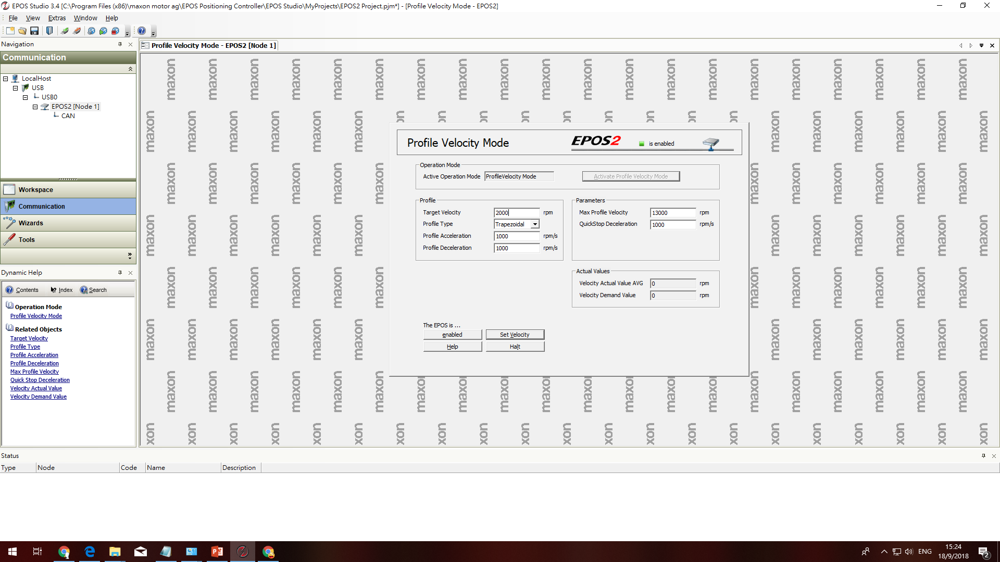 EPOS Studio 3.4 [C:\Program Files (x86)\maxon motor ag\EPOS Positioning Controller\EPOS Studio\MyProjects\EPOS2 Project.pjm*] - [Profile Velocity Mode - EPOS2]
File View Extras Window Help
Navigation
Profile Velocity Mode - EPOS2 [Node 1]
Communication
LocalHost
USB
USB0
EPOS2 [Node 1]
CAN
Workspace
Communication
Wizards
Tools
Dynamic Help
Contents Index Search
Operation Mode
Profile Velocity Mode
Related Objects
Target Velocity
Profile Type
Profile Acceleration
Profile Deceleration
Max Profile Velocity
Quick Stop Deceleration
Velocity Actual Value
Velocity Demand Value
maxon
Profile Velocity Mode EPOS2 is enabled
Operation Mode
Active Operation Mode ProfileVelocity Mode Activate Profile Velocity Mode
Profile
Target Velocity 2000 rpm
Profile Type Trapezoidal
Profile Acceleration 1000 rpm/s
Profile Deceleration 1000 rpm/s
Parameters
Max Profile Velocity 13000 rpm
QuickStop Deceleration 1000 rpm/s
Actual Values
Velocity Actual Value AVG 0 rpm
Velocity Demand Value 0 rpm
The EPOS is ...
enabled Set Velocity
Help Halt
Status
Type Node Code Name Description
ENG
15:24
18/9/2018
2